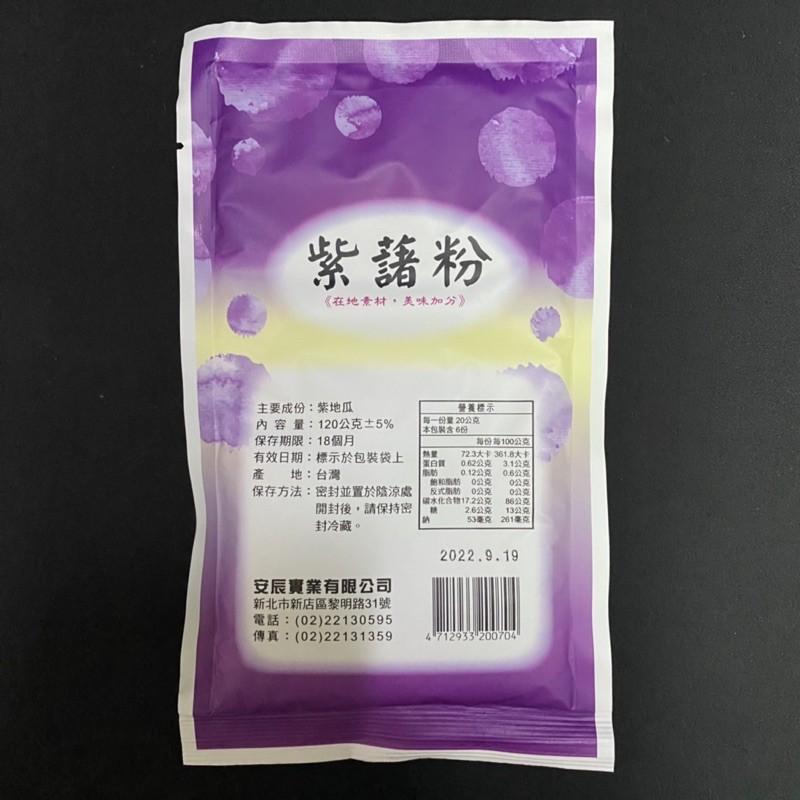 紫藷粉
《在地素材，美味加分》
主要成份：紫地瓜
內容量：120公克±5%
保存期限：18個月
有效日期：標示於包裝袋上
產地：台灣
保存方法：密封並置於陰涼處
開封後，請保持密
封冷藏。
營養標示
每一份量 20公克
本包裝含 6份
每份 每100公克
熱量 72.3大卡 361.8大卡
蛋白質 0.62公克 3.1公克
脂肪 0.12公克 0.6公克
飽和脂肪 0公克 0公克
反式脂肪 0公克 0公克
碳水化合物 17.2公克 86公克
糖 2.6公克 13公克
鈉 53毫克 261毫克
2022.9.19
安辰實業有限公司
新北市新店區黎明路31號
電話：(02)22130595
傳真：(02)22131359
4 712933 200704